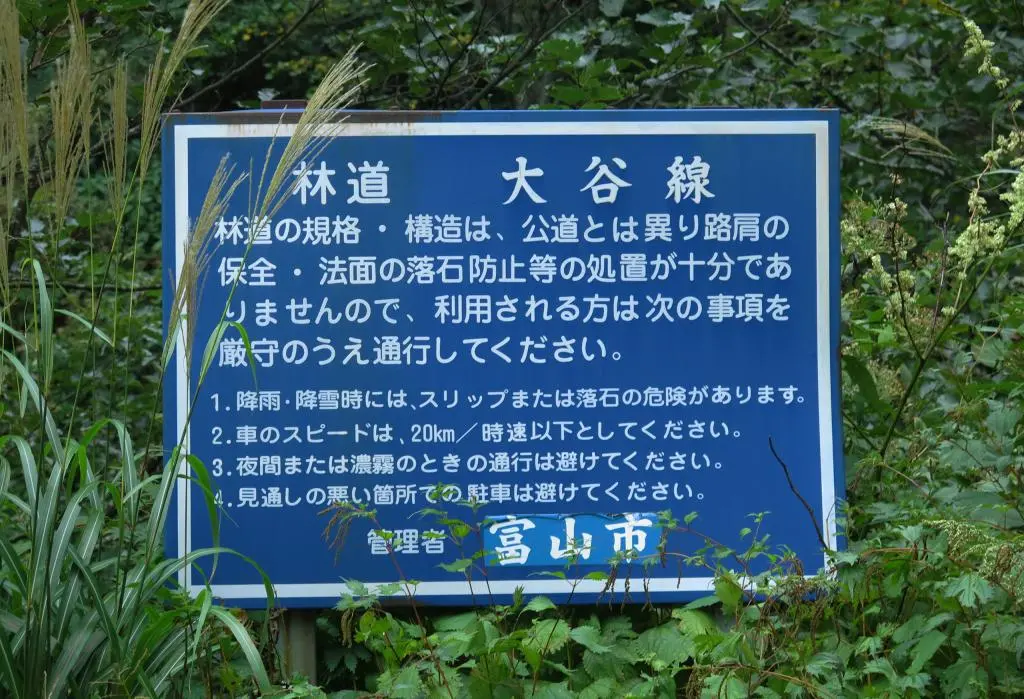 林道 大谷線
林道の規格・構造は、公道とは異り路肩の
保全・法面の落石防止等の処置が十分であ
りませんので、利用される方は次の事項を
厳守のうえ通行してください。
1.降雨・降雪時には、スリップまたは落石の危険があります。
2.車のスピードは、20km/時速以下としてください。
3.夜間または濃霧のときの通行は避けてください。
4.見通しの悪い箇所での駐車は避けてください。
管理者 富山市